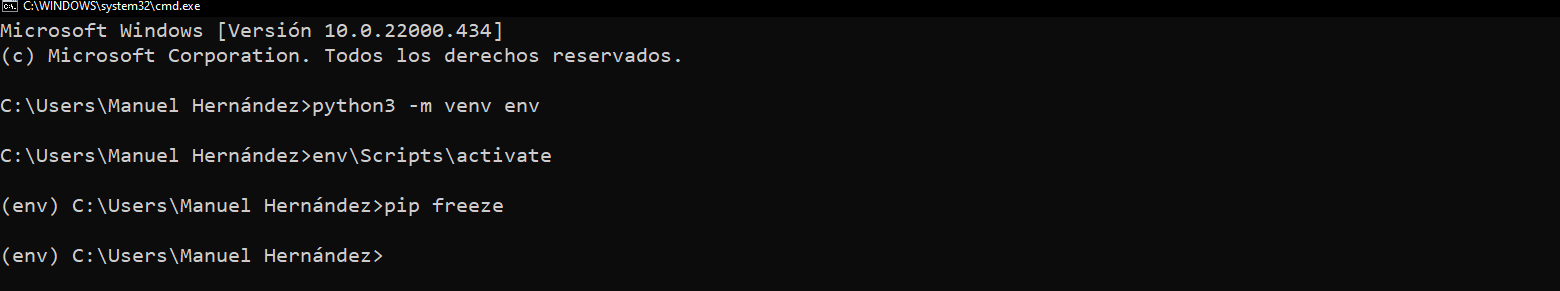 C:\WINDOWS\system32\cmd.exe
Microsoft Windows [Versión 10.0.22000.434]
(c) Microsoft Corporation. Todos los derechos reservados.
C:\Users\Manuel Hernández>python3 -m venv env
C:\Users\Manuel Hernández>env\Scripts\activate
(env) C:\Users\Manuel Hernández>pip freeze
(env) C:\Users\Manuel Hernández>